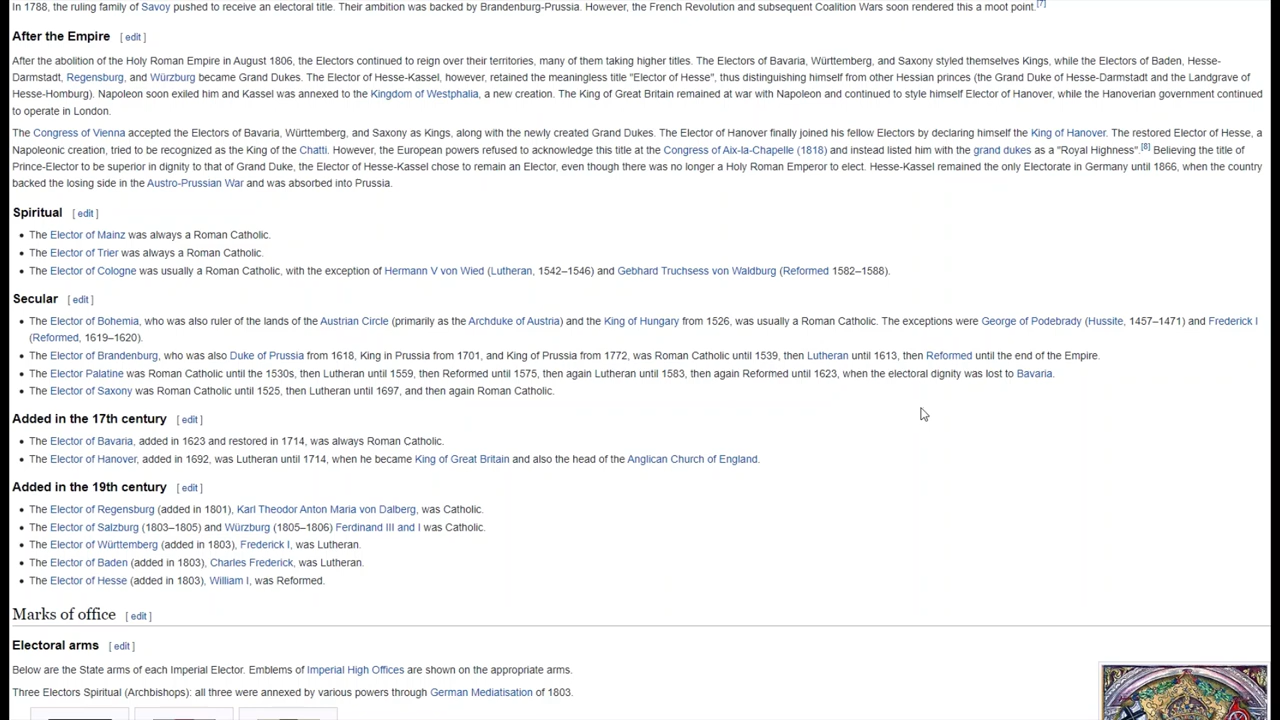 In 1788, the ruling family of Savoy pushed to receive an electoral title. Their ambition was backed by Brandenburg-Prussia. However, the French Revolution and subsequent Coalition Wars soon rendered this a moot point.[7]
After the Empire [ edit ]
After the abolition of the Holy Roman Empire in August 1806, the Electors continued to reign over their territories, many of them taking higher titles. The Electors of Bavaria, Württemberg, and Saxony styled themselves Kings, while the Electors of Baden, Hesse-
Darmstadt, Regensburg, and Würzburg became Grand Dukes. The Elector of Hesse-Kassel, however, retained the meaningless title "Elector of Hesse", thus distinguishing himself from other Hessian princes (the Grand Duke of Hesse-Darmstadt and the Landgrave of
Hesse-Homburg). Napoleon soon exiled him and Kassel was annexed to the Kingdom of Westphalia, a new creation. The King of Great Britain remained at war with Napoleon and continued to style himself Elector of Hanover, while the Hanoverian government continued
to operate in London.
The Congress of Vienna accepted the Electors of Bavaria, Württemberg, and Saxony as Kings, along with the newly created Grand Dukes. The Elector of Hanover finally joined his fellow Electors by declaring himself the King of Hanover. The restored Elector of Hesse, a
Napoleonic creation, tried to be recognized as the King of the Chatti. However, the European powers refused to acknowledge this title at the Congress of Aix-la-Chapelle (1818) and instead listed him with the grand dukes as a "Royal Highness".[8] Believing the title of
Prince-Elector to be superior in dignity to that of Grand Duke, the Elector of Hesse-Kassel chose to remain an Elector, even though there was no longer a Holy Roman Emperor to elect. Hesse-Kassel remained the only Electorate in Germany until 1866, when the country
backed the losing side in the Austro-Prussian War and was absorbed into Prussia.
Spiritual [ edit ]
• The Elector of Mainz was always a Roman Catholic.
• The Elector of Trier was always a Roman Catholic.
• The Elector of Cologne was usually a Roman Catholic, with the exception of Hermann V von Wied (Lutheran, 1542–1546) and Gebhard Truchsess von Waldburg (Reformed 1582–1588).
Secular [ edit ]
• The Elector of Bohemia, who was also ruler of the lands of the Austrian Circle (primarily as the Archduke of Austria) and the King of Hungary from 1526, was usually a Roman Catholic. The exceptions were George of Podebrady (Hussite, 1457–1471) and Frederick I
(Reformed, 1619–1620).
• The Elector of Brandenburg, who was also Duke of Prussia from 1618, King in Prussia from 1701, and King of Prussia from 1772, was Roman Catholic until 1539, then Lutheran until 1613, then Reformed until the end of the Empire.
• The Elector Palatine was Roman Catholic until the 1530s, then Lutheran until 1559, then Reformed until 1575, then again Lutheran until 1583, then again Reformed until 1623, when the electoral dignity was lost to Bavaria.
• The Elector of Saxony was Roman Catholic until 1525, then Lutheran until 1697, and then again Roman Catholic.
Added in the 17th century [ edit ]
• The Elector of Bavaria, added in 1623 and restored in 1714, was always Roman Catholic.
• The Elector of Hanover, added in 1692, was Lutheran until 1714, when he became King of Great Britain and also the head of the Anglican Church of England.
Added in the 19th century [ edit ]
• The Elector of Regensburg (added in 1801), Karl Theodor Anton Maria von Dalberg, was Catholic.
• The Elector of Salzburg (1803–1805) and Würzburg (1805–1806) Ferdinand III and I was Catholic.
• The Elector of Württemberg (added in 1803), Frederick I, was Lutheran.
• The Elector of Baden (added in 1803), Charles Frederick, was Lutheran.
• The Elector of Hesse (added in 1803), William I, was Reformed.
Marks of office [ edit ]
Electoral arms [ edit ]
Below are the State arms of each Imperial Elector. Emblems of Imperial High Offices are shown on the appropriate arms.
Three Electors Spiritual (Archbishops): all three were annexed by various powers through German Mediatisation of 1803.